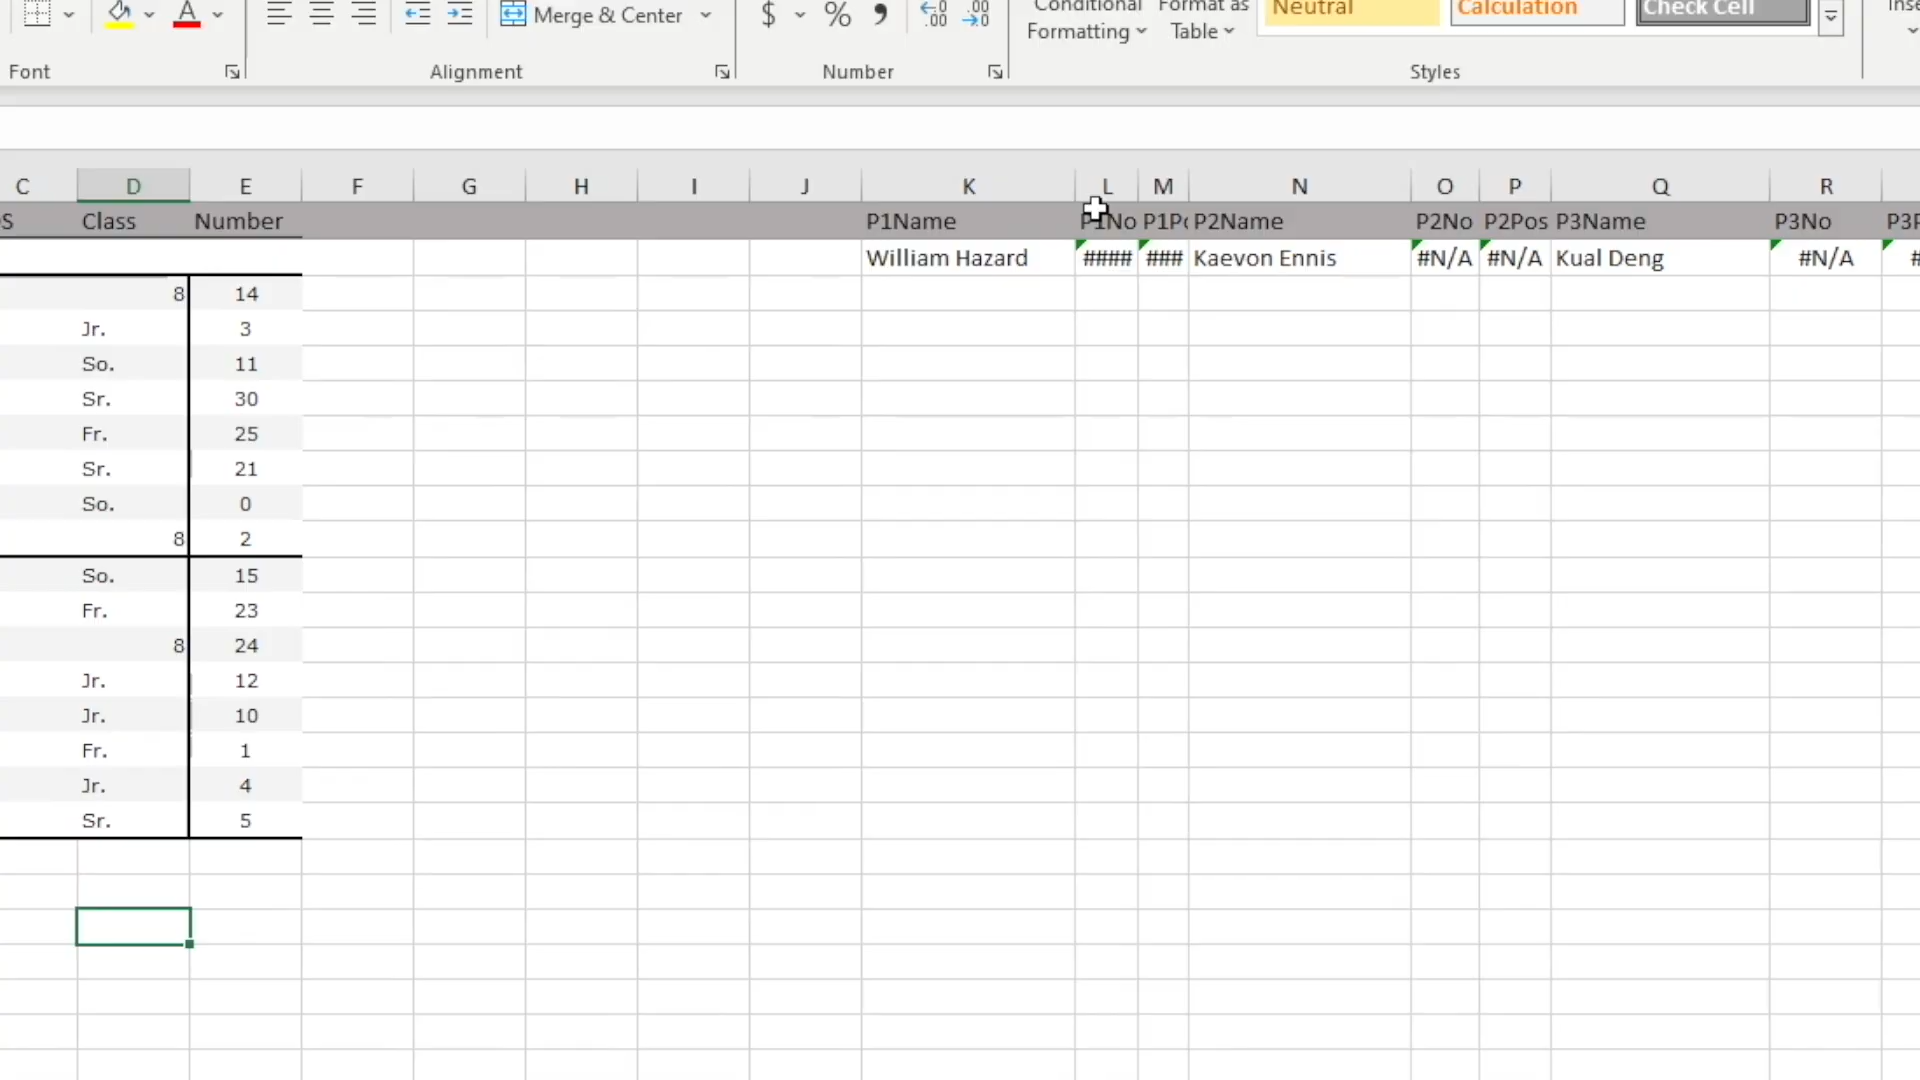 Merge & Center
$ % ,
.00
.00
Conditional
Formatting
Format as
Table
Neutral
Calculation
Check Cell
Font
Alignment
Number
Styles
C D E F G H I J K L M N O P Q R
Class Number P1Name P1No P2Name P2No P2Pos P3Name P3No
William Hazard #### ### Kaevon Ennis #N/A #N/A Kual Deng #N/A #
8 14
Jr. 3
So. 11
Sr. 30
Fr. 25
Sr. 21
So. 0
8 2
So. 15
Fr. 23
8 24
Jr. 12
Jr. 10
Fr. 1
Jr. 4
Sr. 5